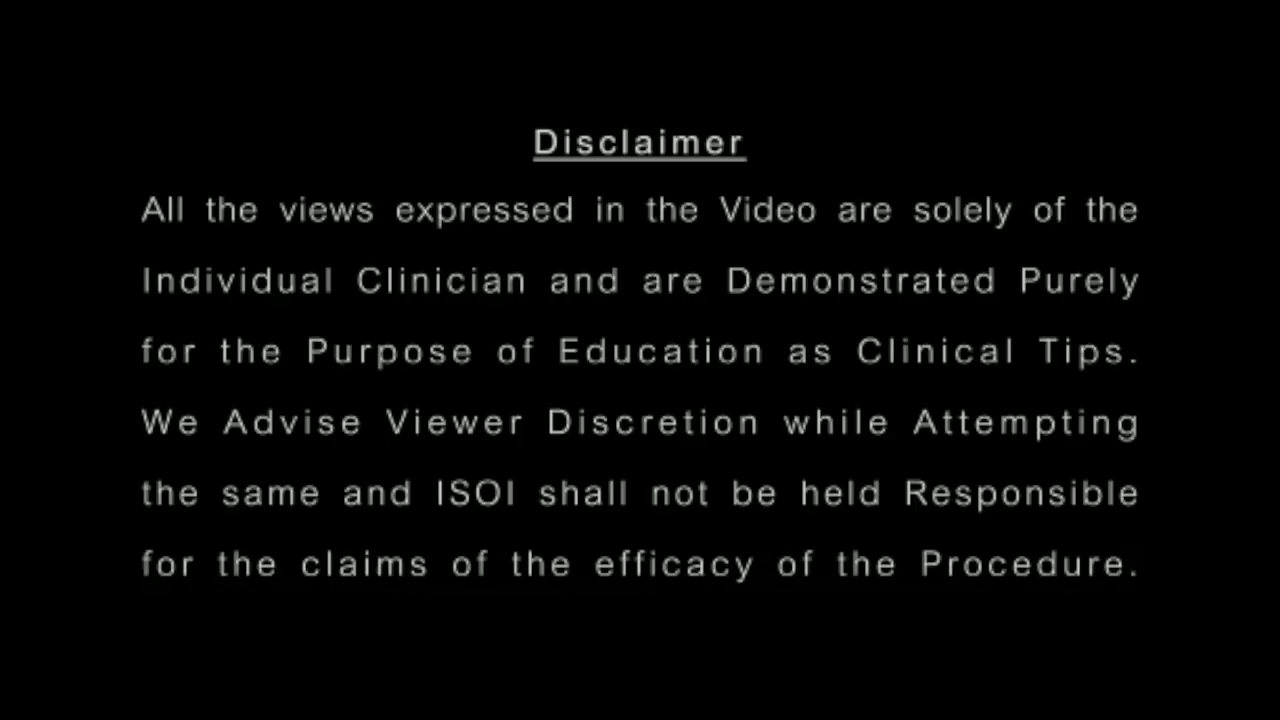 Disclaimer
All the views expressed in the Video are solely of the
Individual Clinician and are Demonstrated Purely
for the Purpose of Education as Clinical Tips.
We Advise Viewer Discretion while Attempting
the same and ISOI shall not be held Responsible
for the claims of the efficacy of the Procedure.